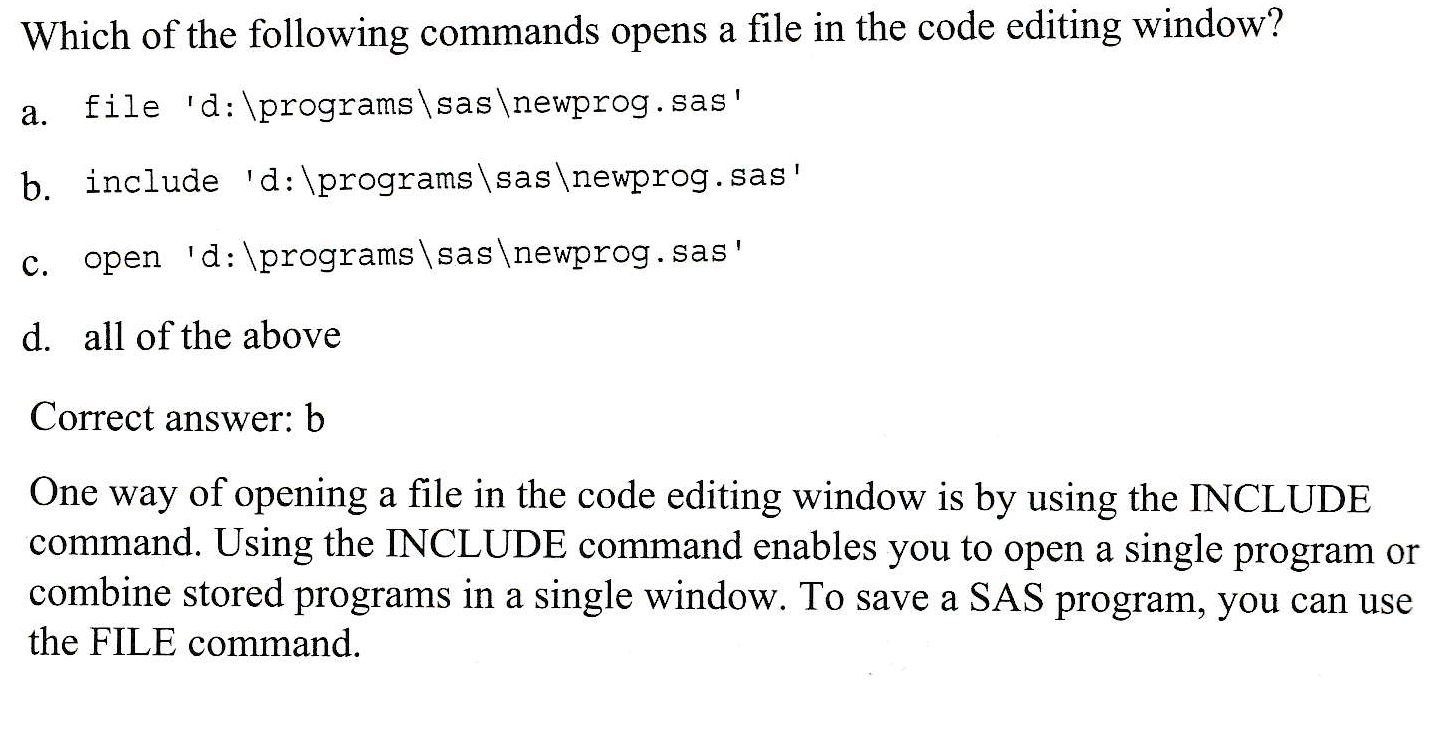 Which of the following commands opens a file in the code editing window?
a. file 'd:\programs\sas\newprog.sas'
b. include 'd:\programs\sas\newprog.sas'
c. open 'd:\programs\sas\newprog.sas'
d. all of the above
Correct answer: b
One way of opening a file in the code editing window is by using the INCLUDE
command. Using the INCLUDE command enables you to open a single program or
combine stored programs in a single window. To save a SAS program, you can use
the FILE command.